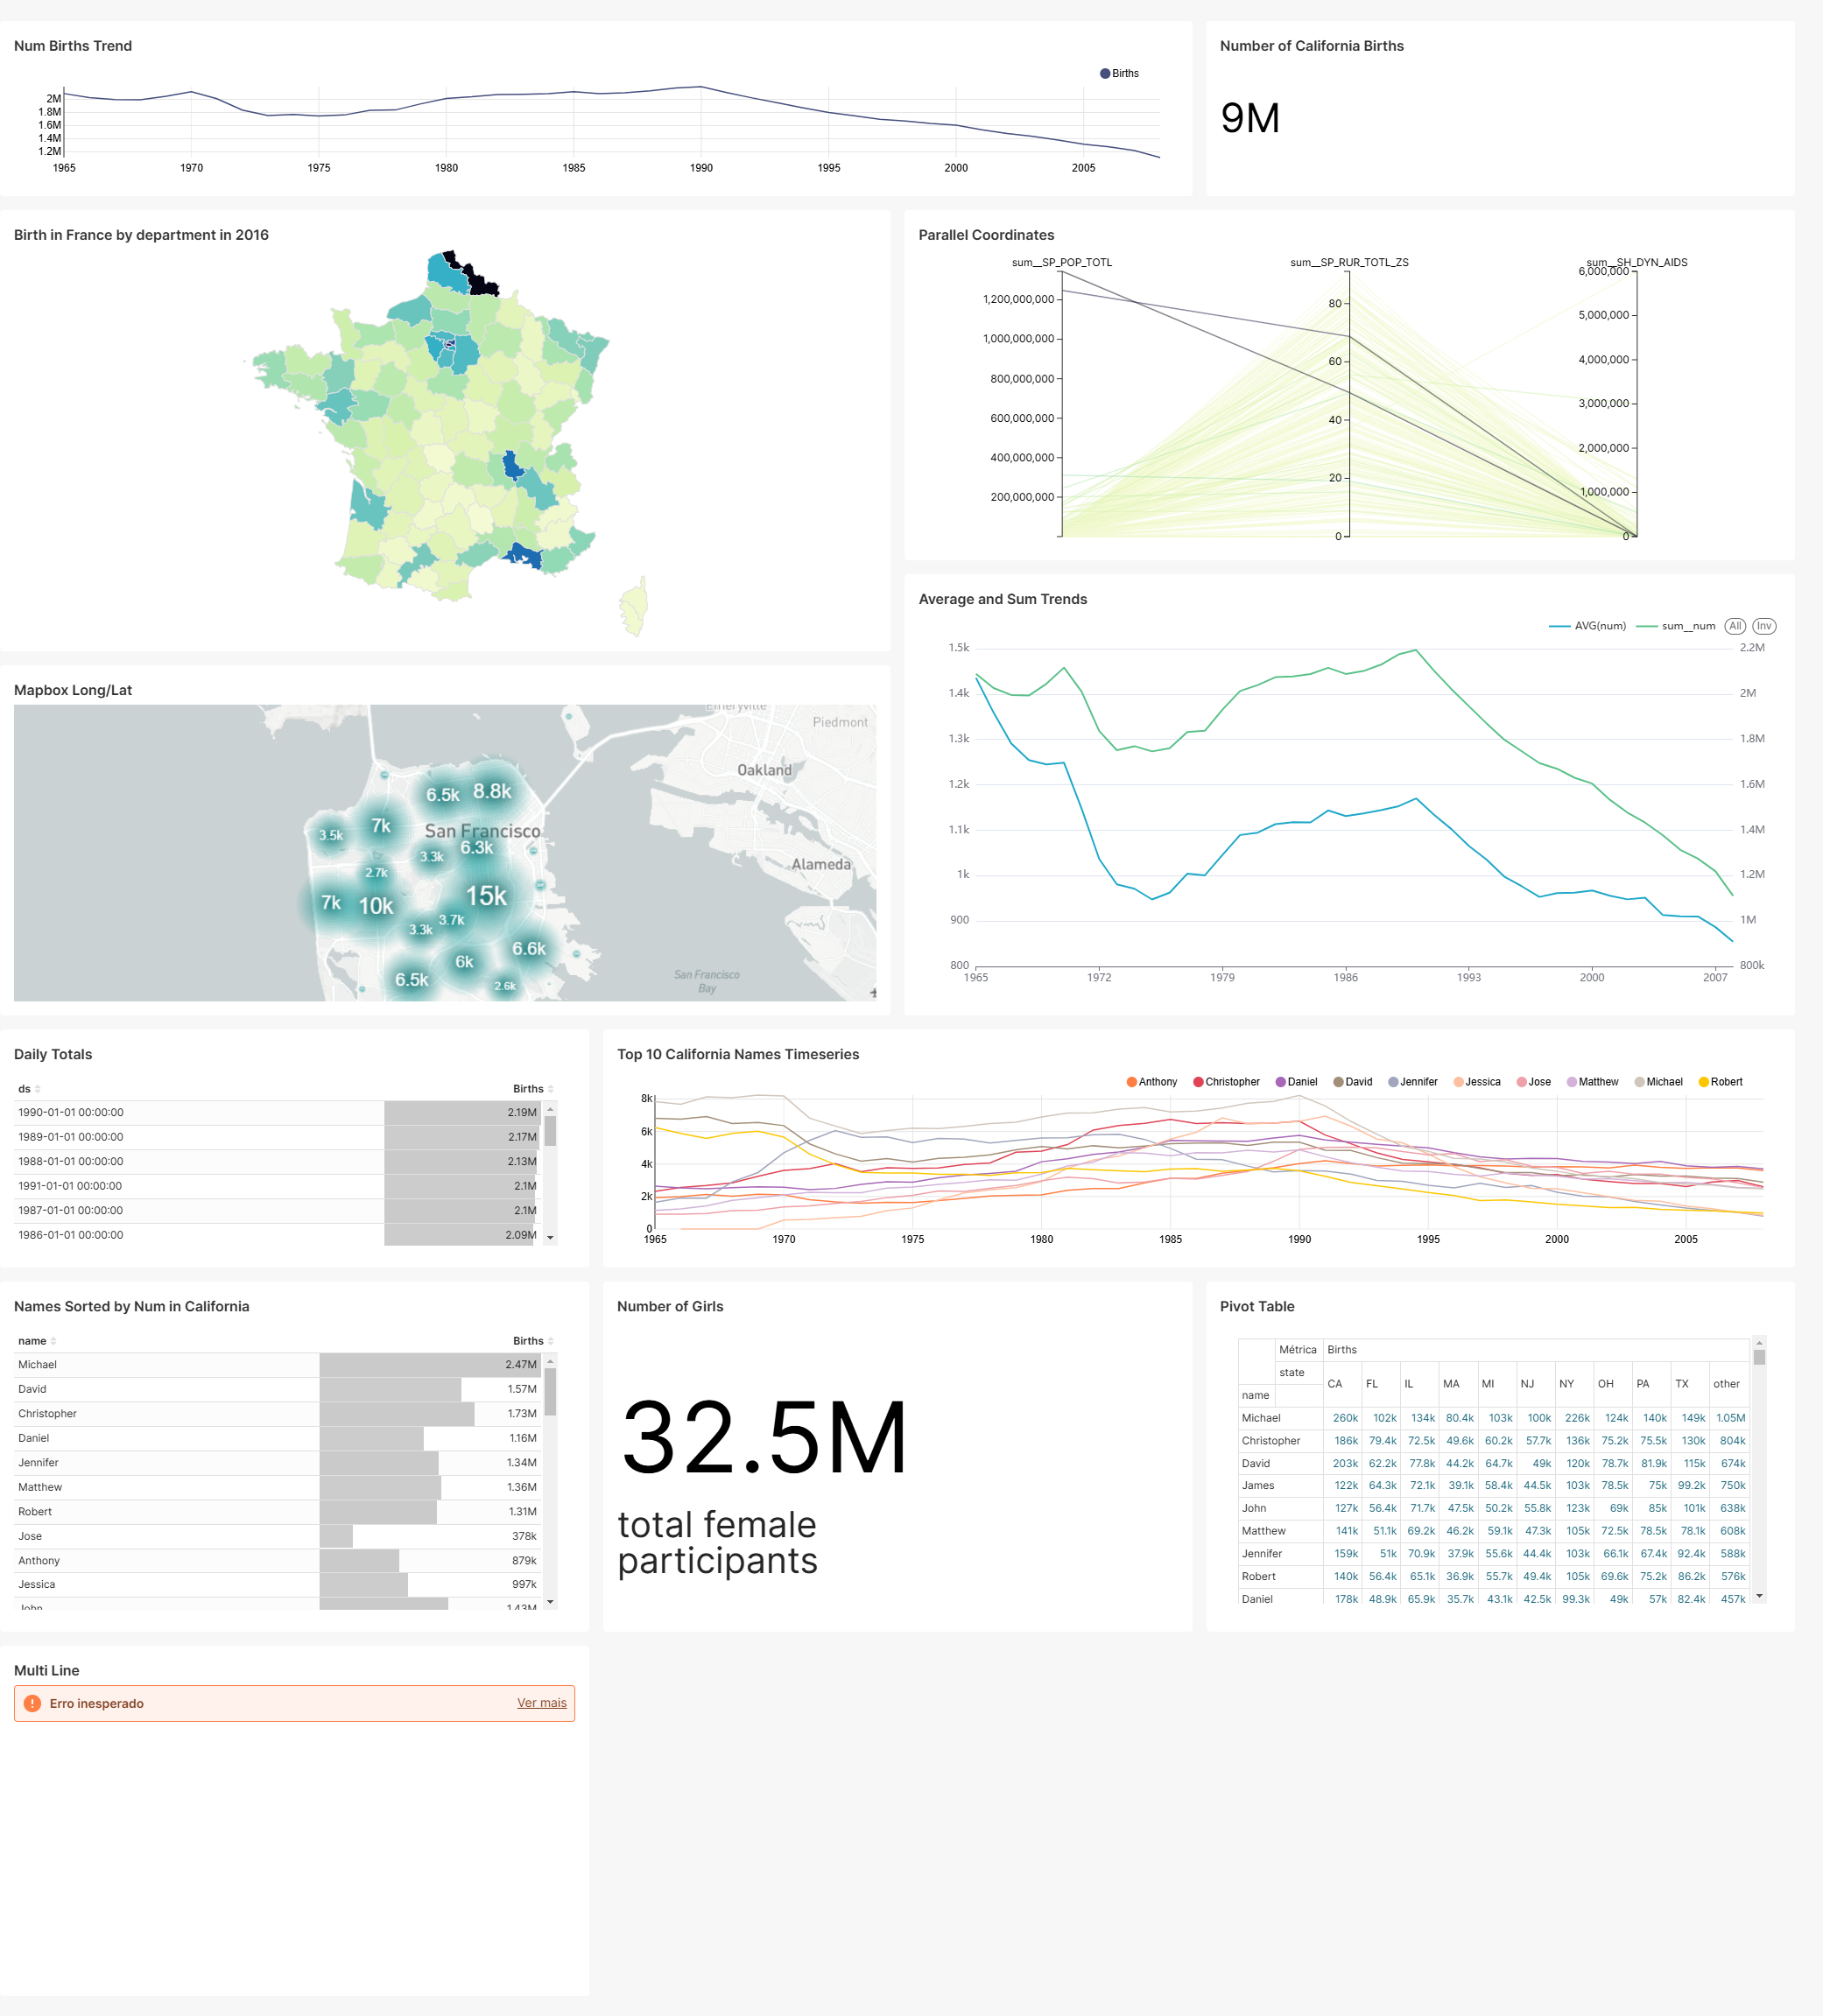 Num Births Trend
Births
2M
1.8M
1.6M
1.4M
1.2M
1965 1970 1975 1980 1985 1990 1995 2000 2005
Number of California Births
9M
Birth in France by department in 2016
Parallel Coordinates
sum__SP_POP_TOTL sum__SP_RUR_TOTL_ZS sum__SH_DYN_AIDS
1,200,000,000
1,000,000,000
800,000,000
600,000,000
400,000,000
200,000,000
80
60
40
20
0
6,000,000
5,000,000
4,000,000
3,000,000
2,000,000
1,000,000
0
Mapbox Long/Lat
Emeryville
Piedmont
Oakland
6.5k 8.8k
3.5k 7k
San Francisco
3.3k 6.3k
Alameda
2.7k
7k 10k 15k
3.3k 3.7k
6.6k
6k
6.5k 2.6k
San Francisco
Bay
Average and Sum Trends
AVG(num) sum__num All Inv
1.5k 2.2M
1.4k 2M
1.3k 1.8M
1.2k 1.6M
1.1k 1.4M
1k 1.2M
900 1M
800 800k
1965 1972 1979 1986 1993 2000 2007
Daily Totals
ds Births
1990-01-01 00:00:00 2.19M
1989-01-01 00:00:00 2.17M
1988-01-01 00:00:00 2.13M
1991-01-01 00:00:00 2.1M
1987-01-01 00:00:00 2.1M
1986-01-01 00:00:00 2.09M
Top 10 California Names Timeseries
Anthony Christopher Daniel David Jennifer Jessica Jose Matthew Michael Robert
8k
6k
4k
2k
0
1965 1970 1975 1980 1985 1990 1995 2000 2005
Names Sorted by Num in California
name Births
Michael 2.47M
David 1.57M
Christopher 1.73M
Daniel 1.16M
Jennifer 1.34M
Matthew 1.36M
Robert 1.31M
Jose 378k
Anthony 879k
Jessica 997k
John 1.43M
Number of Girls
32.5M
total female
participants
Pivot Table
Métrica Births
state CA FL IL MA MI NJ NY OH PA TX other
name
Michael 260k 102k 134k 80.4k 103k 100k 226k 124k 140k 149k 1.05M
Christopher 186k 79.4k 72.5k 49.6k 60.2k 57.7k 136k 75.2k 75.5k 130k 804k
David 203k 62.2k 77.8k 44.2k 64.7k 49k 120k 78.7k 81.9k 115k 674k
James 122k 64.3k 72.1k 39.1k 58.4k 44.5k 103k 78.5k 75k 99.2k 750k
John 127k 56.4k 71.7k 47.5k 50.2k 55.8k 123k 69k 85k 101k 638k
Matthew 141k 51.1k 69.2k 46.2k 59.1k 47.3k 105k 72.5k 78.5k 78.1k 608k
Jennifer 159k 51k 70.9k 37.9k 55.6k 44.4k 103k 66.1k 67.4k 92.4k 588k
Robert 140k 56.4k 65.1k 36.9k 55.7k 49.4k 105k 69.6k 75.2k 86.2k 576k
Daniel 178k 48.9k 65.9k 35.7k 43.1k 42.5k 99.3k 49k 57k 82.4k 457k
Multi Line
Erro inesperado Ver mais